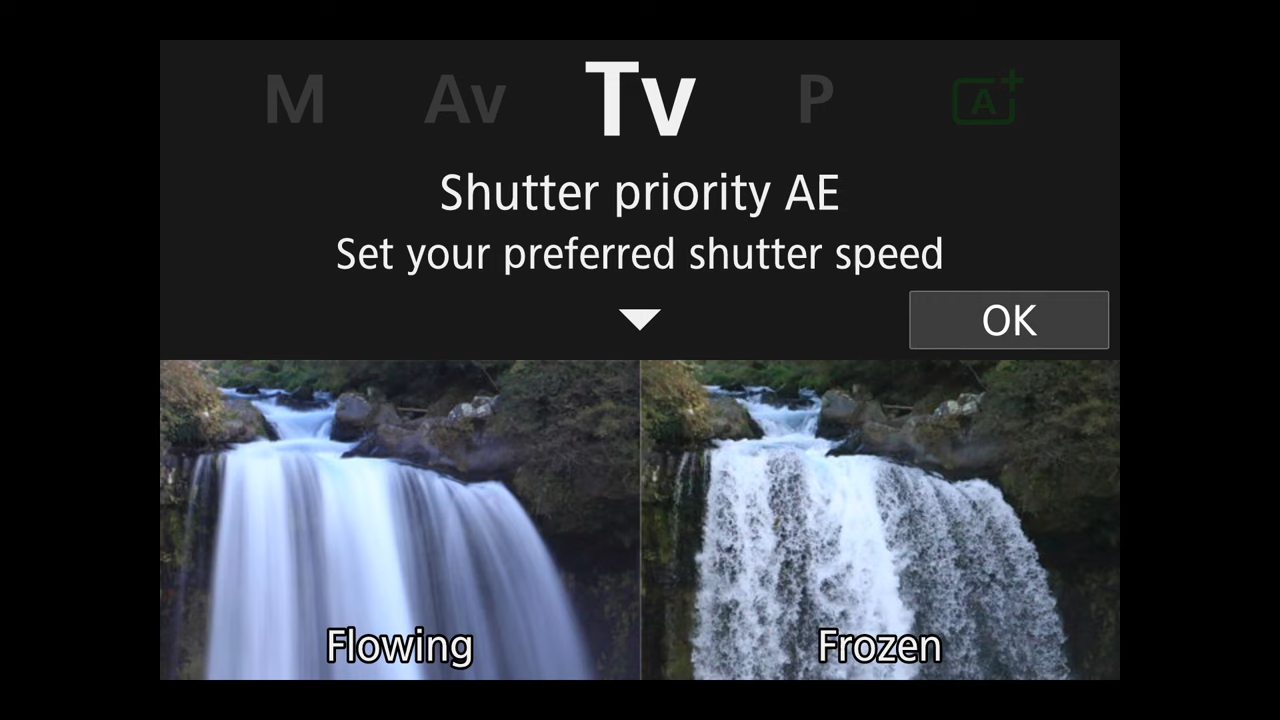 M Av Tv P A+
Shutter priority AE
Set your preferred shutter speed
OK
Flowing Frozen